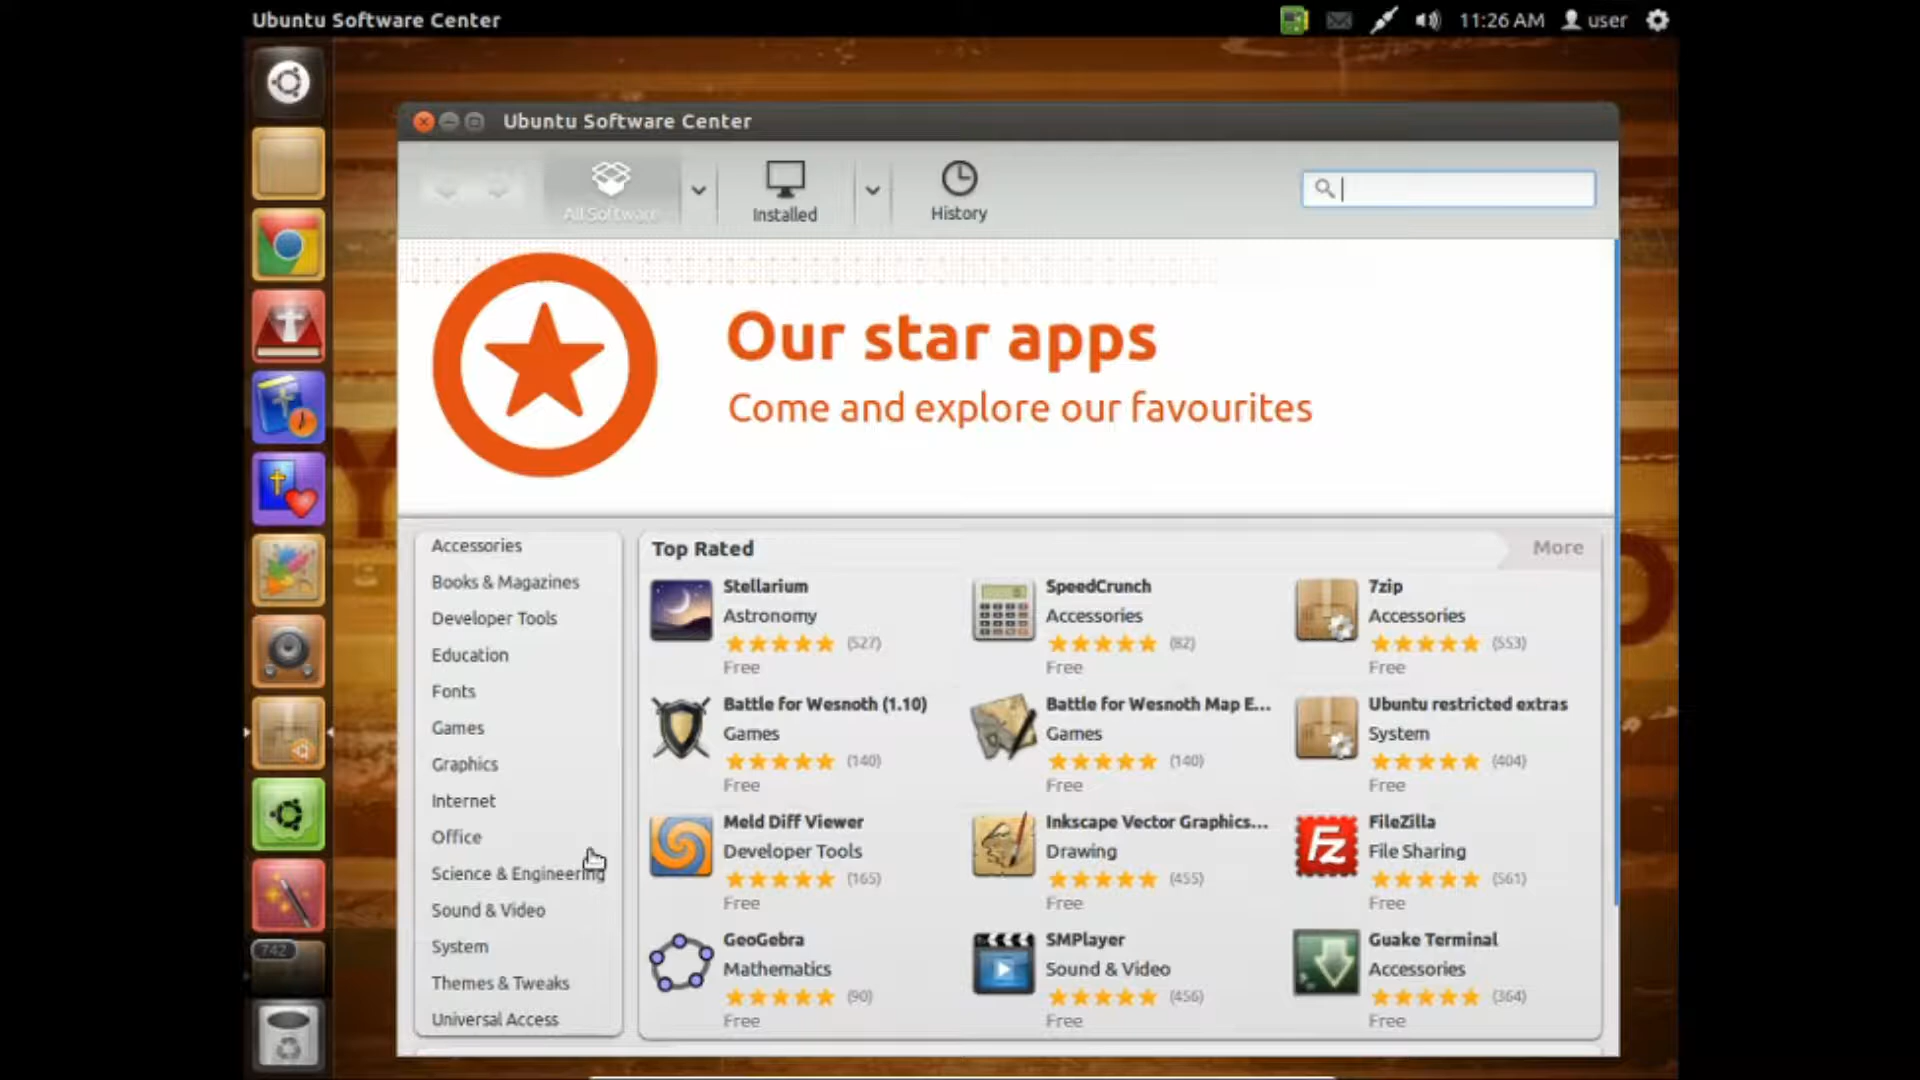 Ubuntu Software Center
11:26 AM user
Ubuntu Software Center
All Software
Installed
History
Our star apps
Come and explore our favourites
Accessories
Books & Magazines
Developer Tools
Education
Fonts
Games
Graphics
Internet
Office
Science & Engineering
Sound & Video
System
Themes & Tweaks
Universal Access
Top Rated
More
Stellarium
Astronomy
(527)
Free
SpeedCrunch
Accessories
(82)
Free
7zip
Accessories
(553)
Free
Battle for Wesnoth (1.10)
Games
(140)
Free
Battle for Wesnoth Map E...
Games
(140)
Free
Ubuntu restricted extras
System
(404)
Free
Meld Diff Viewer
Developer Tools
(165)
Free
Inkscape Vector Graphics...
Drawing
(455)
Free
FileZilla
File Sharing
(561)
Free
GeoGebra
Mathematics
(90)
Free
SMPlayer
Sound & Video
(456)
Free
Guake Terminal
Accessories
(364)
Free
FZ
742